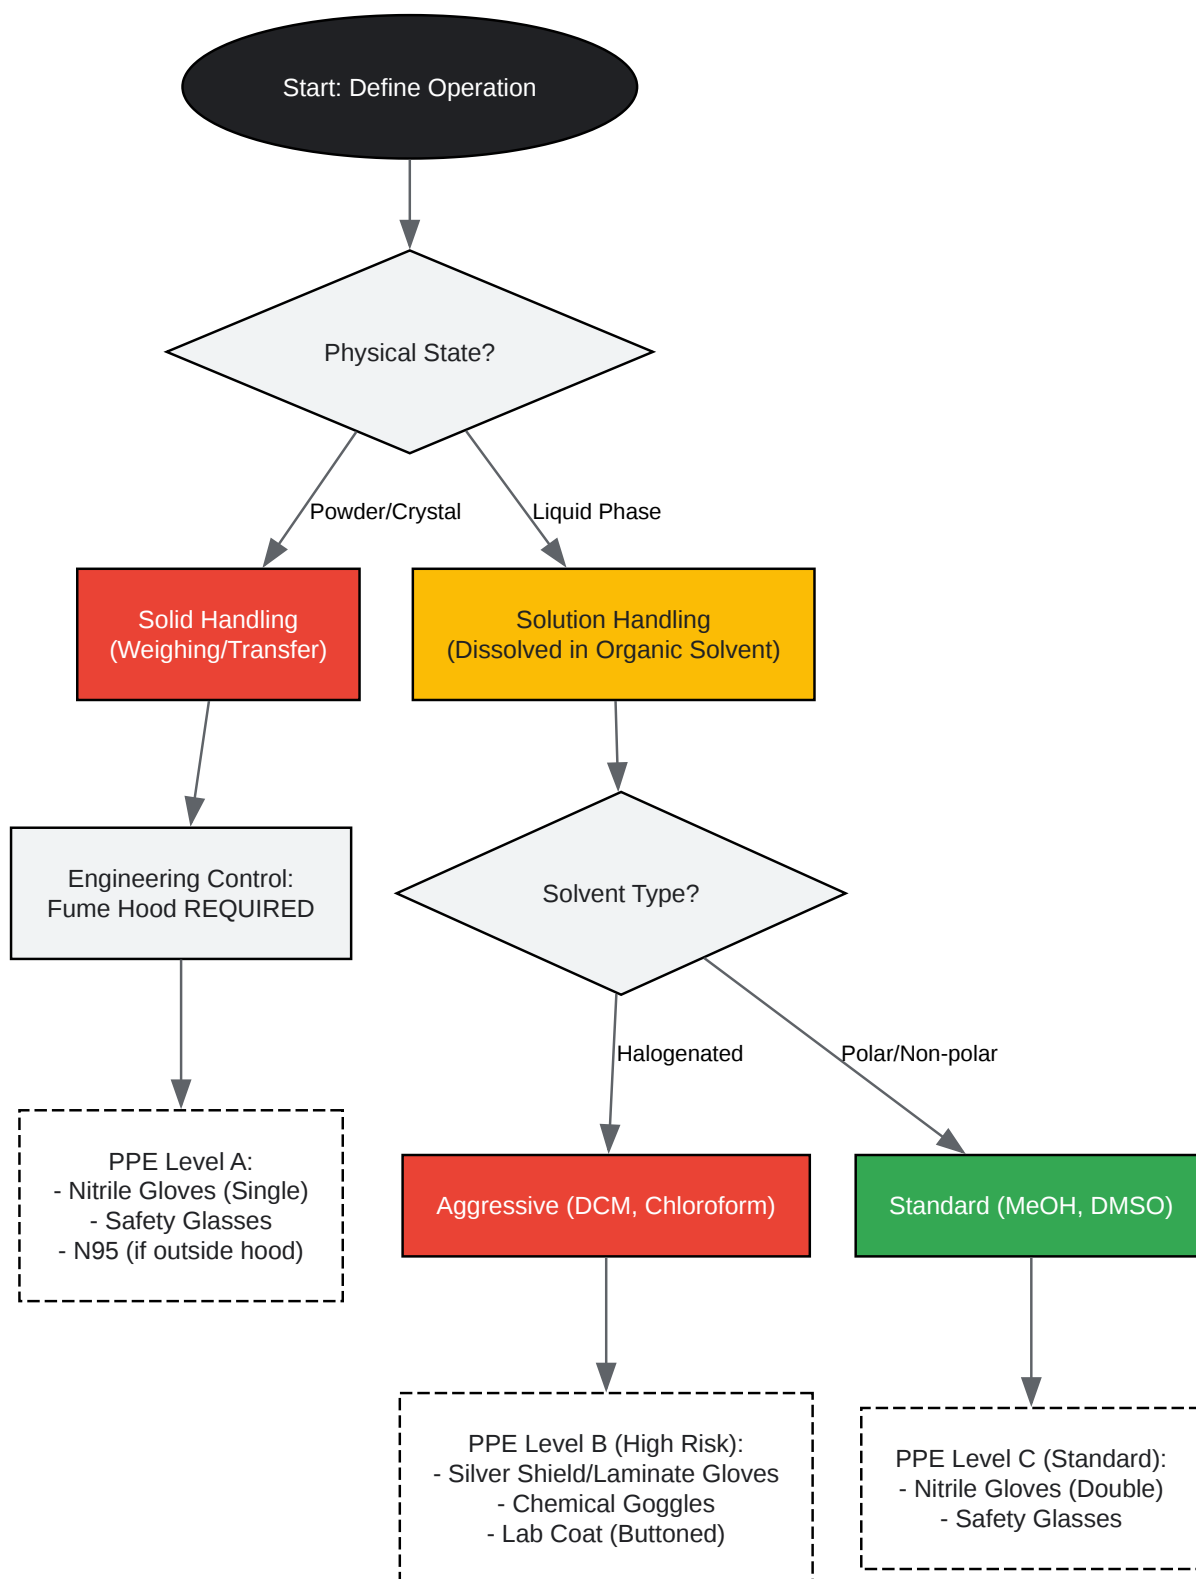 Start: Define Operation
Physical State?
Powder/Crystal
Liquid Phase
Solid Handling
(Weighing/Transfer)
Solution Handling
(Dissolved in Organic Solvent)
Engineering Control:
Fume Hood REQUIRED
Solvent Type?
Halogenated
Polar/Non-polar
PPE Level A:
- Nitrile Gloves (Single)
- Safety Glasses
- N95 (if outside hood)
Aggressive (DCM, Chloroform)
Standard (MeOH, DMSO)
PPE Level B (High Risk):
- Silver Shield/Laminate Gloves
- Chemical Goggles
- Lab Coat (Buttoned)
PPE Level C (Standard):
- Nitrile Gloves (Double)
- Safety Glasses